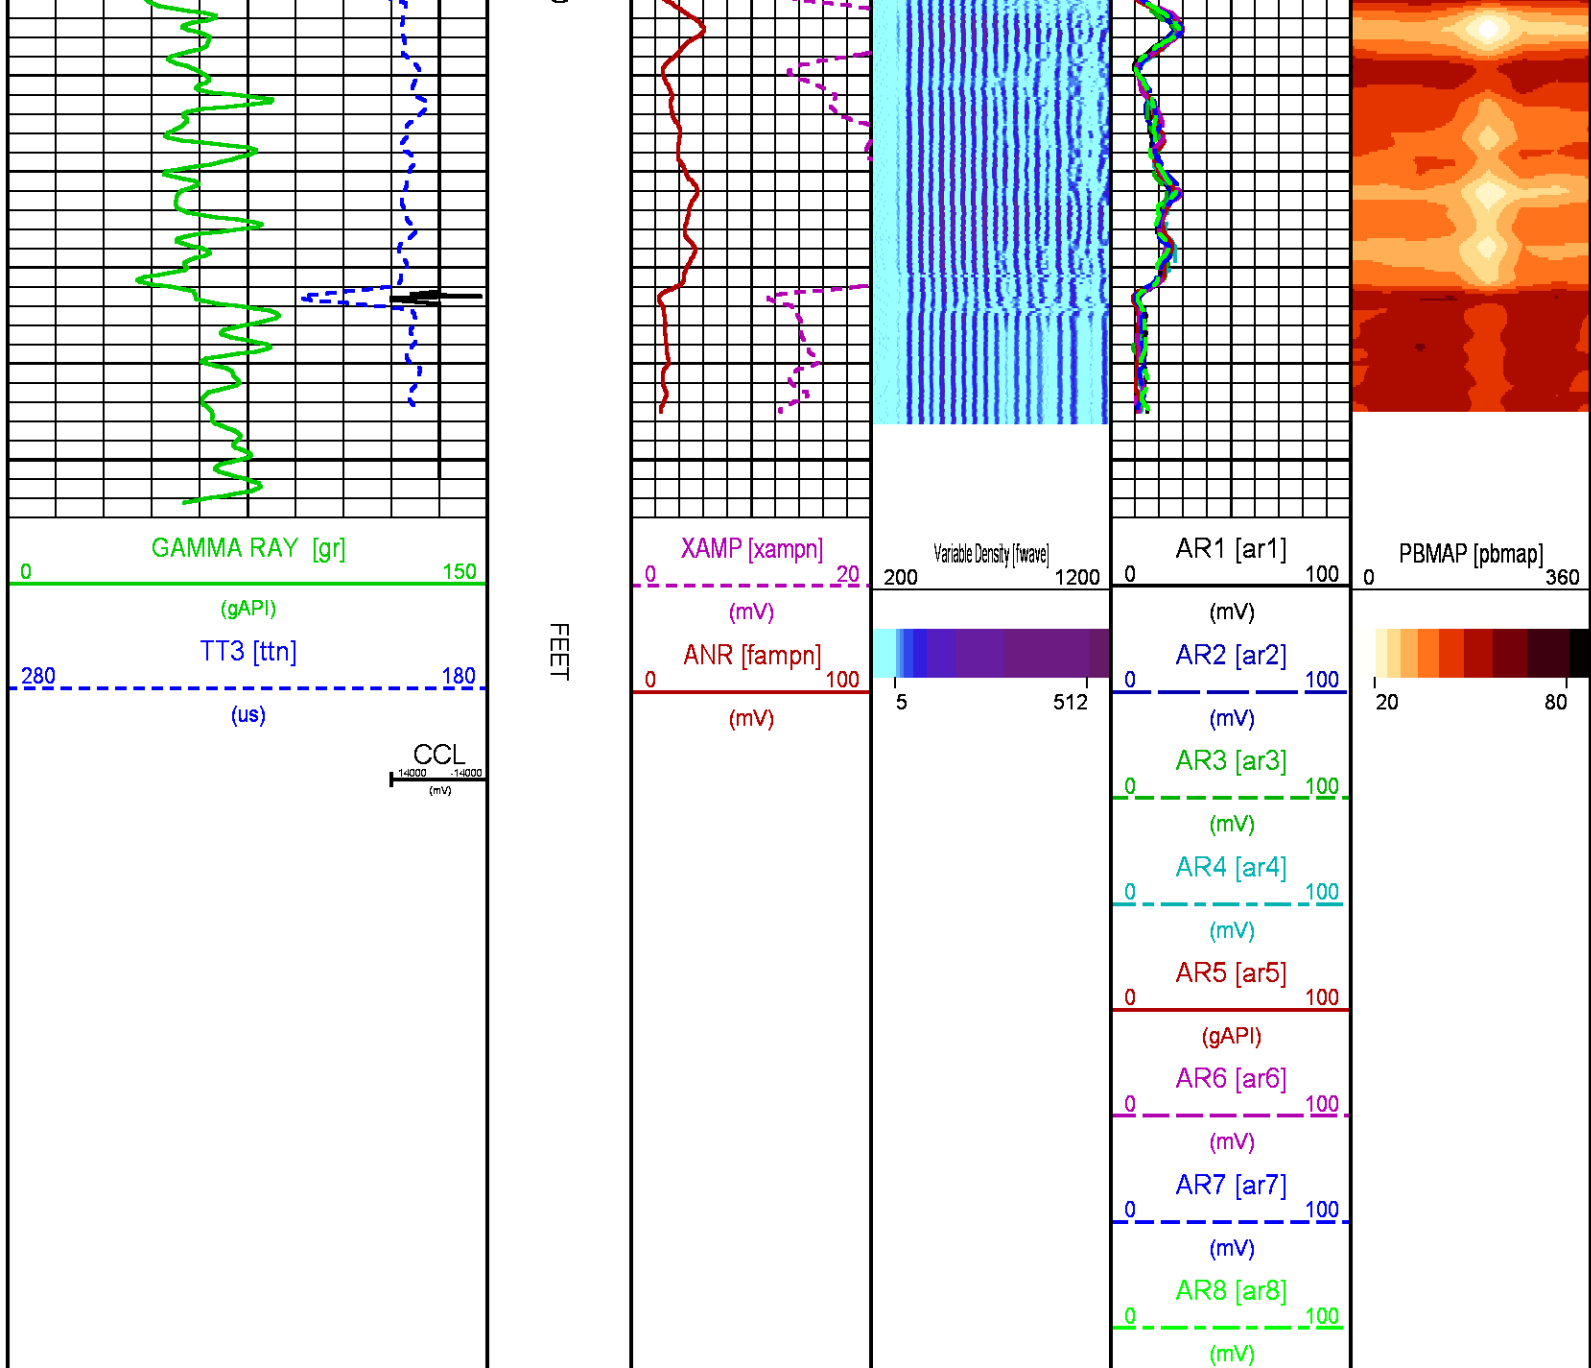 GAMMA RAY [gr]
0 150
(gAPI)
TT3 [ttn]
280 180
(us)
CCL
14000 -14000
(mV)
FEET
XAMP [xampn]
0 20
(mV)
ANR [fampn]
0 100
(mV)
Variable Density [fwave]
200 1200
5 512
AR1 [ar1]
0 100
(mV)
AR2 [ar2]
0 100
(mV)
AR3 [ar3]
0 100
(mV)
AR4 [ar4]
0 100
(mV)
AR5 [ar5]
0 100
(gAPI)
AR6 [ar6]
0 100
(mV)
AR7 [ar7]
0 100
(mV)
AR8 [ar8]
0 100
(mV)
PBMAP [pbmap]
0 360
20 80